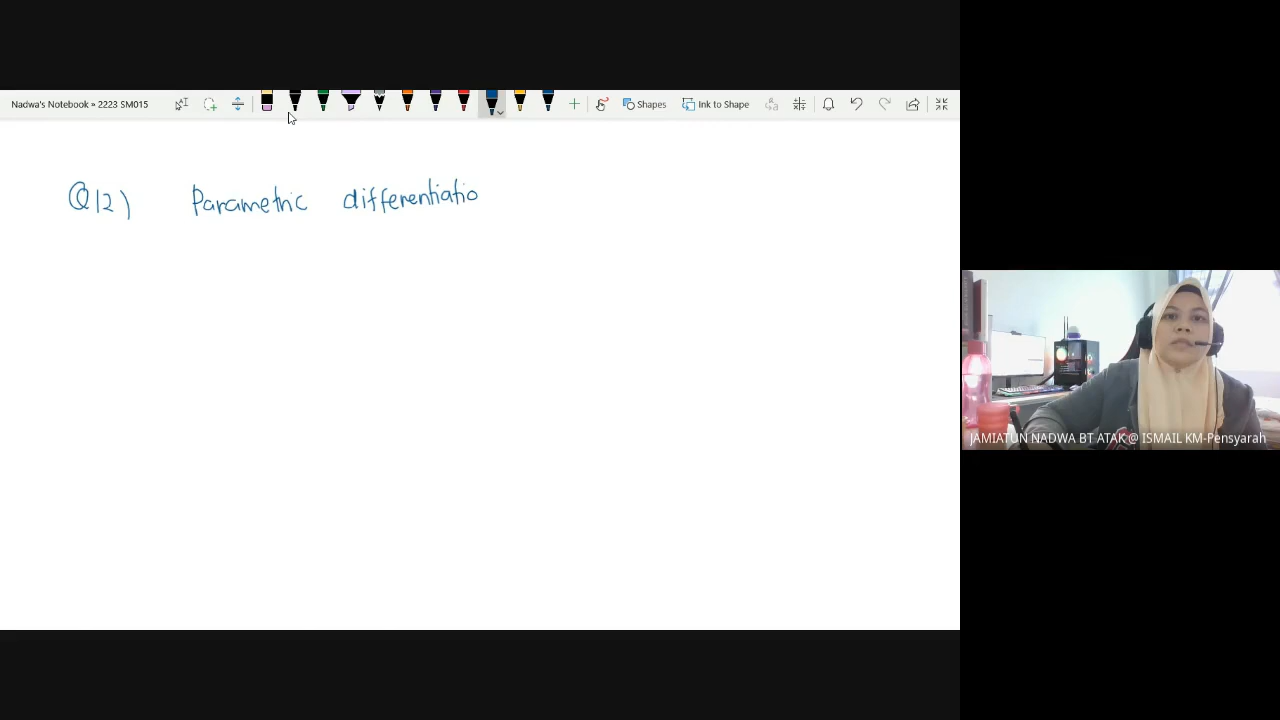 Nadwa's Notebook » 2223 SM015
Shapes
Ink to Shape
Q12) Parametric differentiatio
JAMIATUN NADWA BT ATAK @ ISMAIL KM-Pensyarah